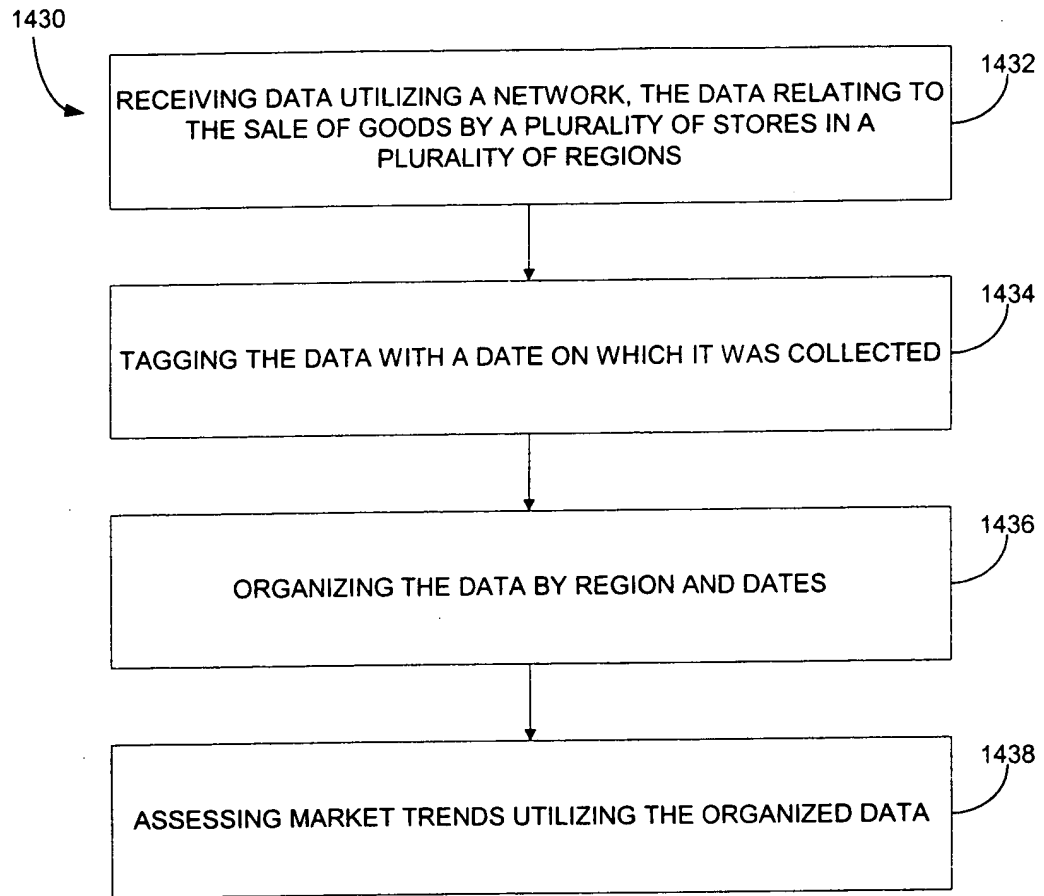 1430
1432
RECEIVING DATA UTILIZING A NETWORK, THE DATA RELATING TO
THE SALE OF GOODS BY A PLURALITY OF STORES IN A
PLURALITY OF REGIONS
1434
TAGGING THE DATA WITH A DATE ON WHICH IT WAS COLLECTED
1436
ORGANIZING THE DATA BY REGION AND DATES
1438
ASSESSING MARKET TRENDS UTILIZING THE ORGANIZED DATA